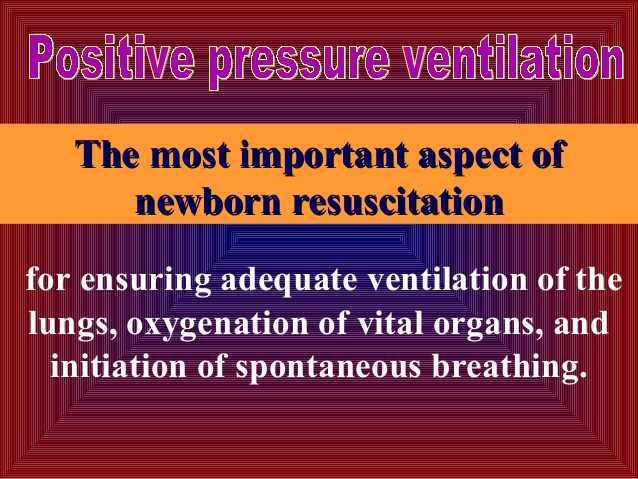 Positive pressure ventilation
The most important aspect of
newborn resuscitation
for ensuring adequate ventilation of the
lungs, oxygenation of vital organs, and
initiation of spontaneous breathing.